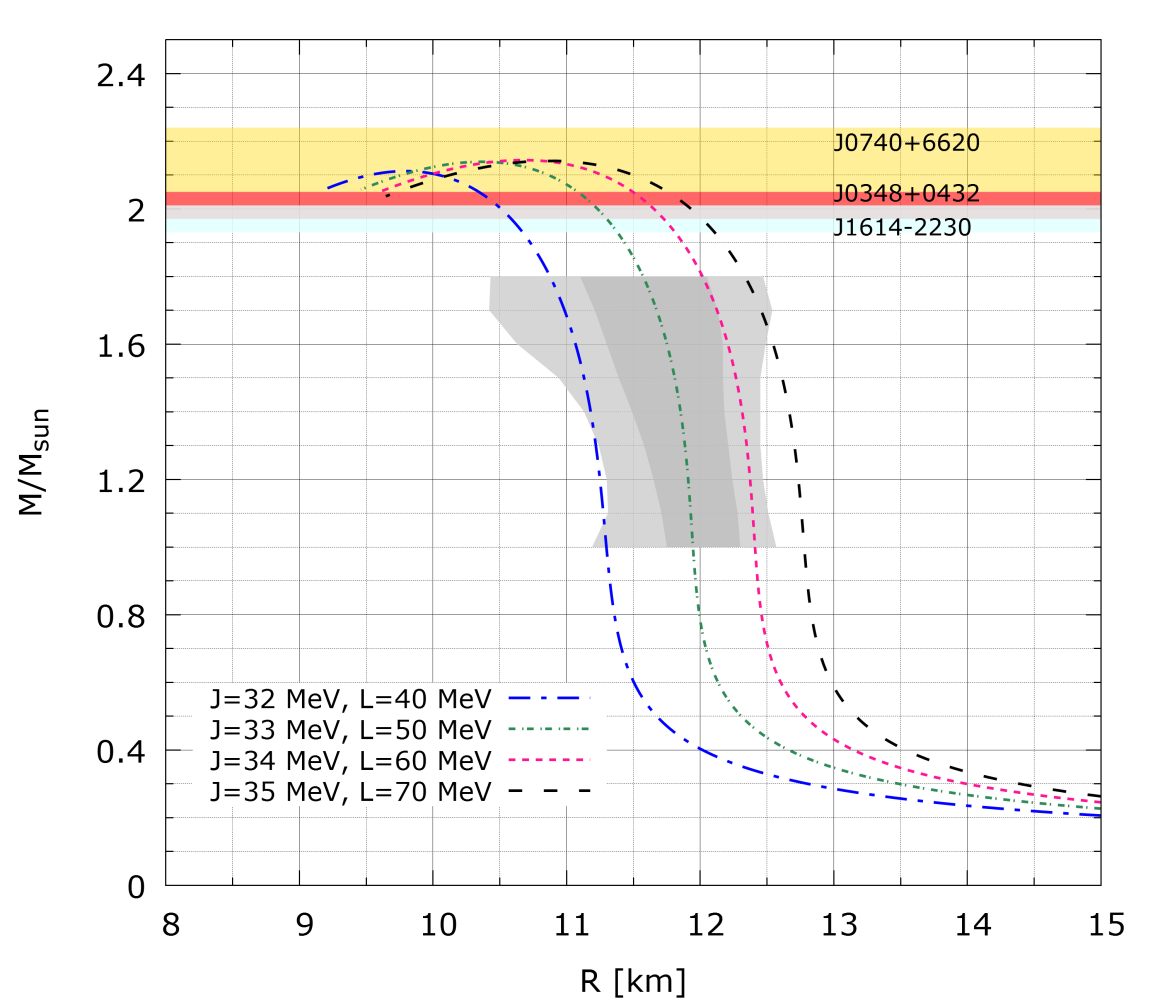 2.4
2
1.6
1.2
0.8
0.4
0
M/Msun
J0740+6620
J0348+0432
J1614-2230
J=32 MeV, L=40 MeV
J=33 MeV, L=50 MeV
J=34 MeV, L=60 MeV
J=35 MeV, L=70 MeV
8 9 10 11 12 13 14 15
R [km]